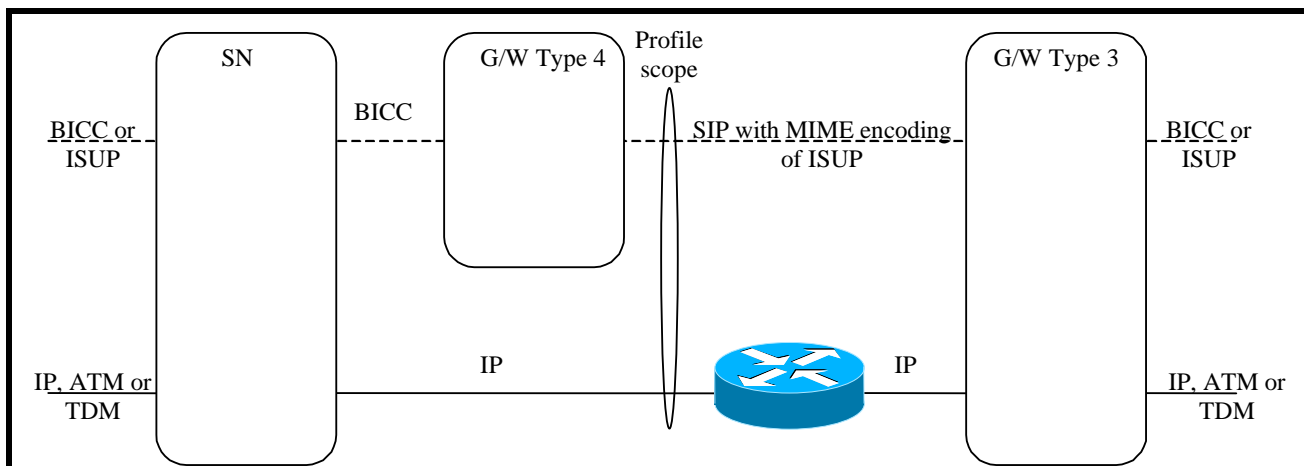 SN
G/W Type 4
Profile
scope
G/W Type 3
BICC or
ISUP
BICC
SIP with MIME encoding
of ISUP
BICC or
ISUP
IP, ATM or
TDM
IP
IP
IP, ATM or
TDM